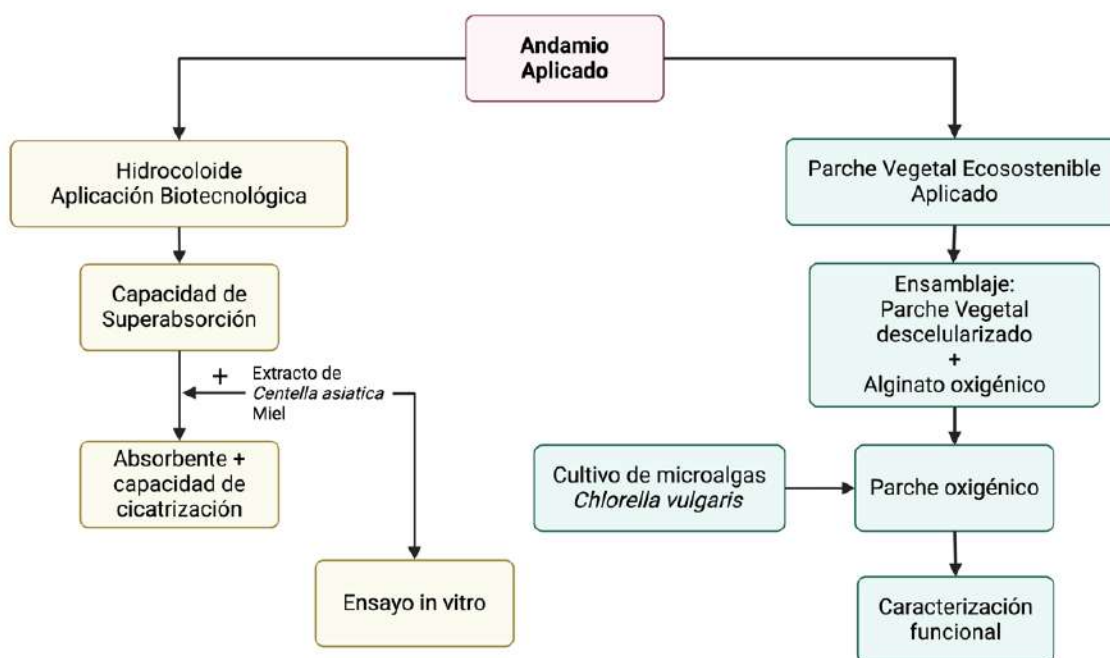 Andamio
Aplicado
Hidrocoloide
Aplicación Biotecnológica
Capacidad de
Superabsorción
+
Extracto de
Centella asiatica
Miel
Absorbente +
capacidad de
cicatrización
Ensayo in vitro
Parche Vegetal Ecosostenible
Aplicado
Ensamblaje:
Parche Vegetal
descelularizado
+
Alginato oxigénico
Cultivo de microalgas
Chlorella vulgaris
Parche oxigénico
Caracterización
funcional